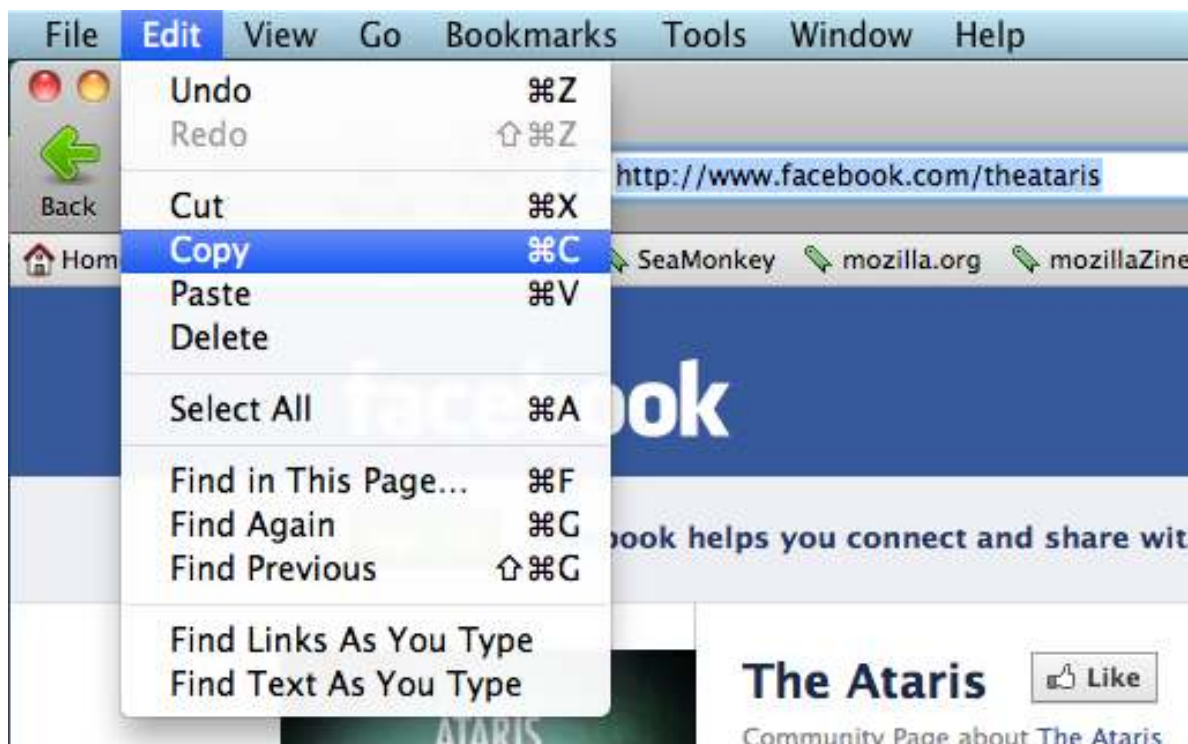 File Edit View Go Bookmarks Tools Window Help
Undo ⌘Z
Redo ⇧⌘Z
http://www.facebook.com/theataris
Back
Cut ⌘X
Copy ⌘C
Hom SeaMonkey mozilla.org mozillaZine
Paste ⌘V
Delete
facebook
Select All ⌘A
Find in This Page... ⌘F
Find Again ⌘G
book helps you connect and share wit
Find Previous ⇧⌘G
Find Links As You Type
The Ataris Like
Find Text As You Type
ATARIS
Community Page about The Ataris